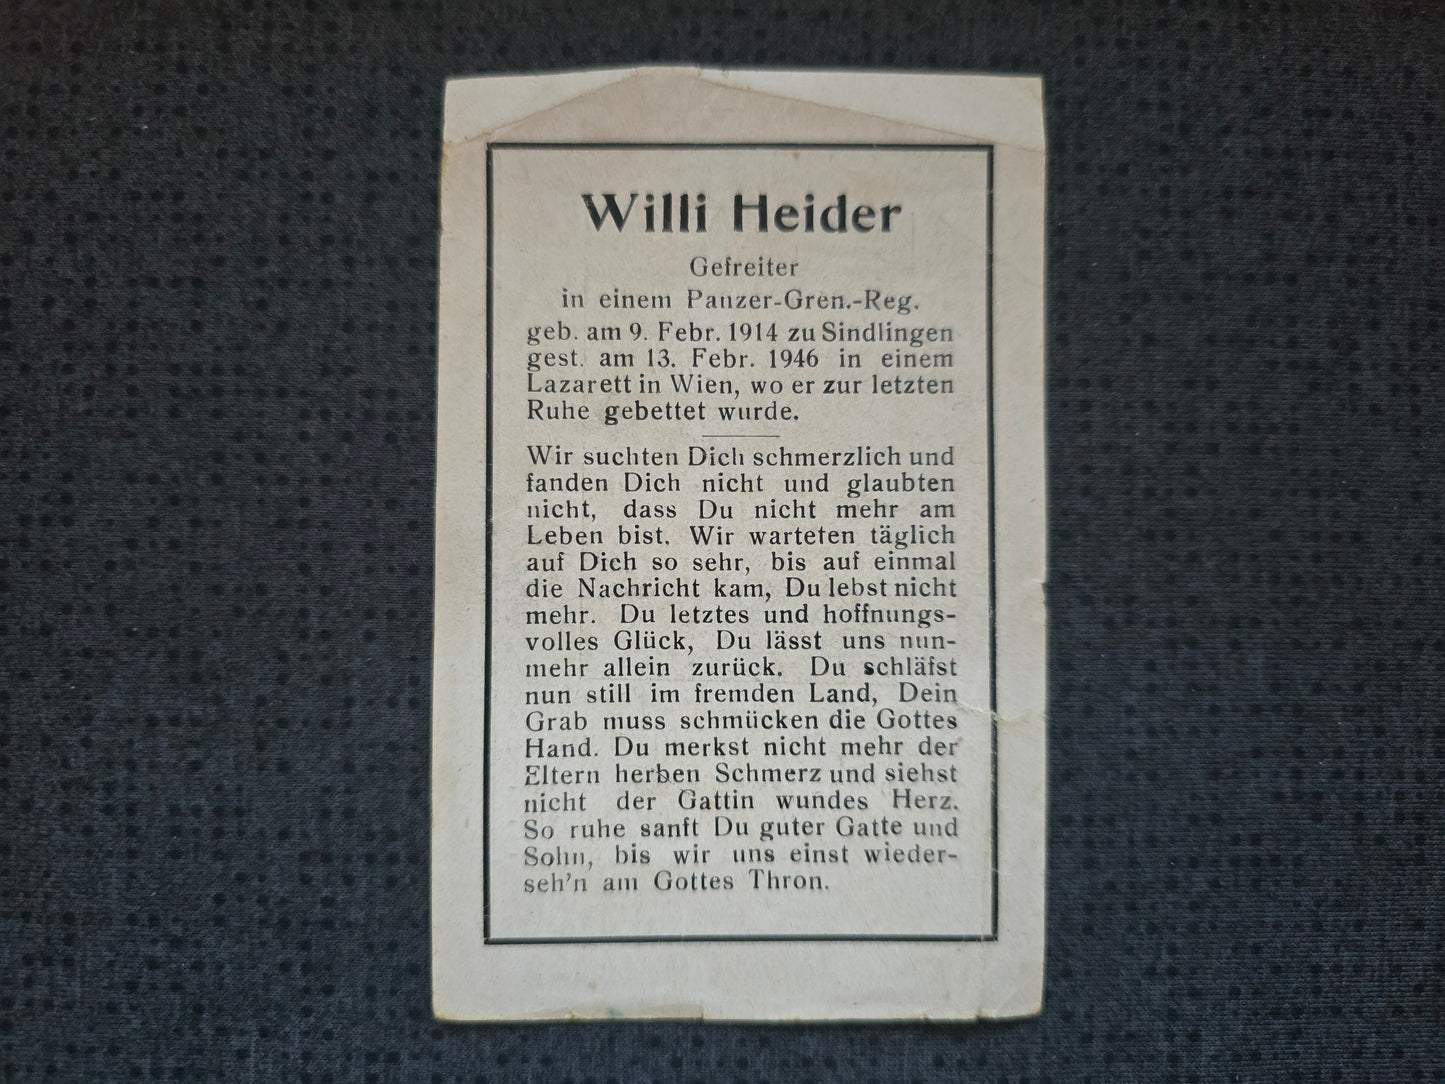 Willi Heider
Gefreiter
in einem Panzer-Gren.-Reg.
geb. am 9. Febr. 1914 zu Sindlingen
gest. am 13. Febr. 1946 in einem
Lazarett in Wien, wo er zur letzten
Ruhe gebettet wurde.
Wir suchten Dich schmerzlich und
fanden Dich nicht und glaubten
nicht, dass Du nicht mehr am
Leben bist. Wir warteten täglich
auf Dich so sehr, bis auf einmal
die Nachricht kam, Du lebst nicht
mehr. Du letztes und hoffnungs-
volles Glück, Du lässt uns nun-
mehr allein zurück. Du schläfst
nun still im fremden Land, Dein
Grab muss schmücken die Gottes
Hand. Du merkst nicht mehr der
Eltern herben Schmerz und siehst
nicht der Gattin wundes Herz.
So ruhe sanft Du guter Gatte und
Sohn, bis wir uns einst wieder-
seh'n am Gottes Thron.